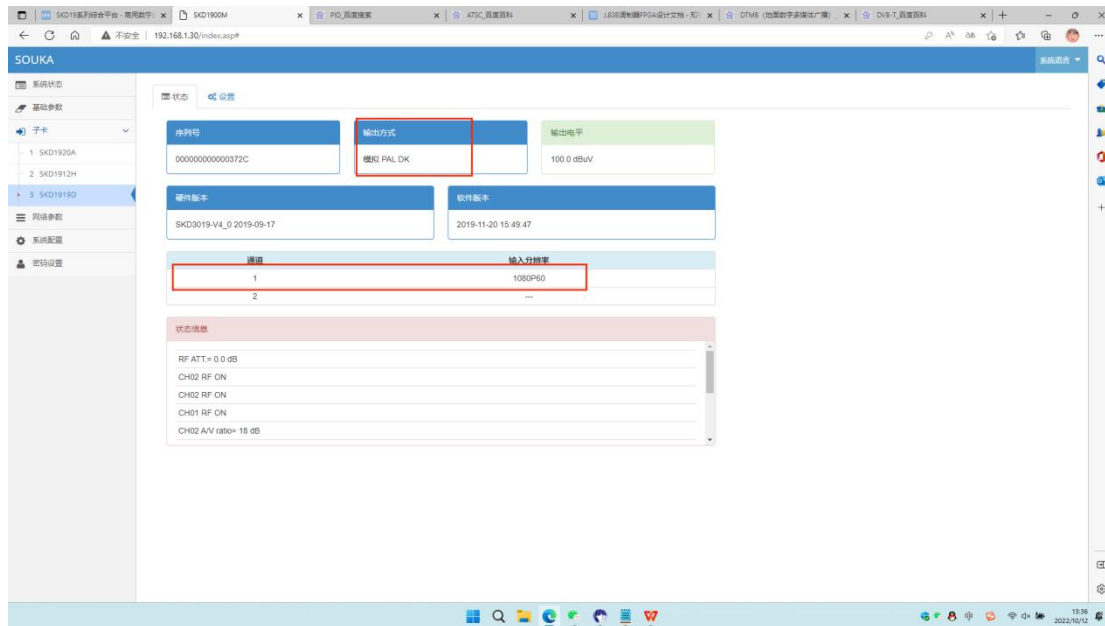 SKD19系列综合平台 - 商用数字
SKD1900M
PID_百度搜索
ATSC_百度百科
J.83B调制器FPGA设计文档 - 知
DTMB（地面数字多媒体广播）_
DVB-T_百度百科
不安全 192.168.1.30/index.asp#
SOUKA
系统语言
系统状态
基础参数
子卡
1 SKD1920A
2 SKD1912H
3 SKD1919D
网络参数
系统配置
密码设置
状态 设置
序列号 输出方式 输出电平
000000000000372C 模拟 PAL DK 100.0 dBuV
硬件版本 软件版本
SKD3019-V4_0 2019-09-17 2019-11-20 15:49:47
通道 输入分辨率
1 1080P60
2 ---
状态信息
RF ATT.= 0.0 dB
CH02 RF ON
CH02 RF ON
CH01 RF ON
CH02 A/V ratio= 18 dB
中
13:36
2022/10/12